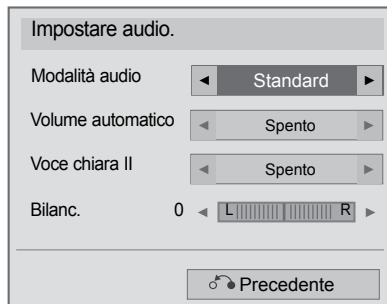 Impostare audio.
Modalità audio ◄ Standard ►
Volume automatico ◄ Spento ►
Voce chiara II ◄ Spento ►
Bilanc. 0 ◄ L R ►
Precedente